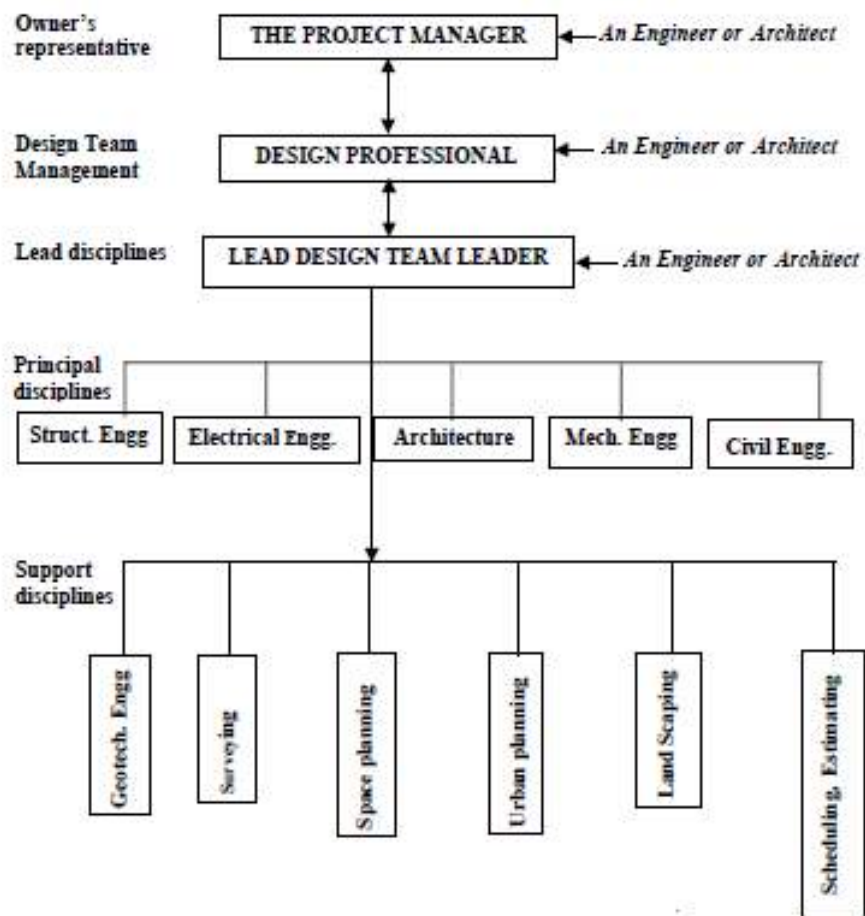 Owner's
representative
THE PROJECT MANAGER
An Engineer or Architect
Design Team
Management
DESIGN PROFESSIONAL
An Engineer or Architect
Lead disciplines
LEAD DESIGN TEAM LEADER
An Engineer or Architect
Principal
disciplines
Struct. Engg
Electrical Engg.
Architecture
Mech. Engg
Civil Engg.
Support
disciplines
Geotech. Engg
Surveying
Space planning
Urban planning
Land Scaping
Scheduling, Estimating